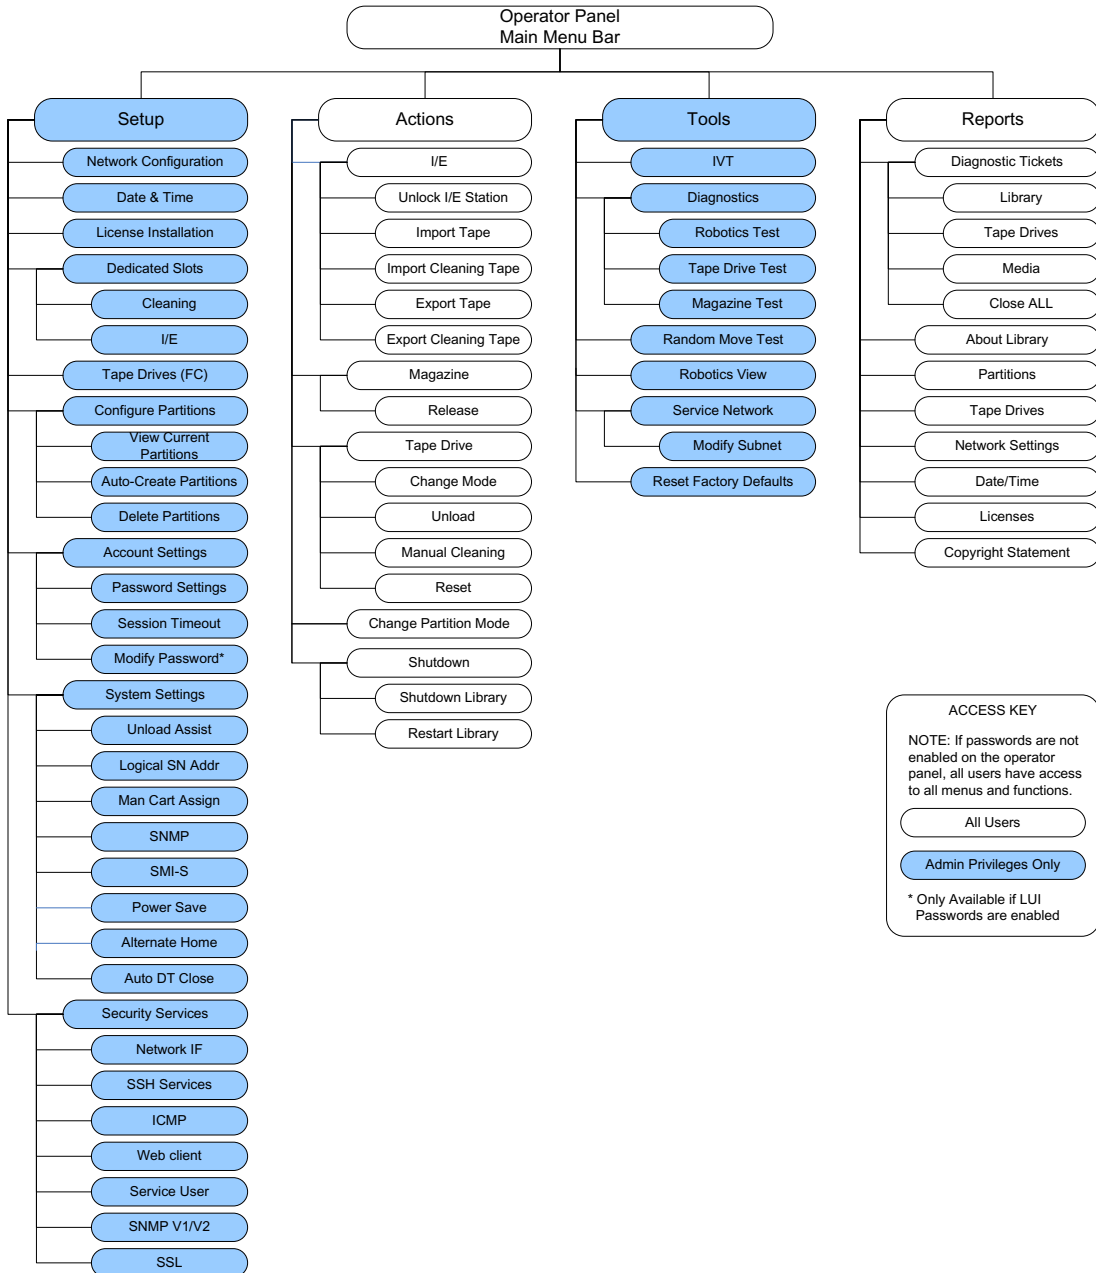 Operator Panel
Main Menu Bar
Setup
Network Configuration
Date & Time
License Installation
Dedicated Slots
Cleaning
I/E
Tape Drives (FC)
Configure Partitions
View Current
Partitions
Auto-Create Partitions
Delete Partitions
Account Settings
Password Settings
Session Timeout
Modify Password*
System Settings
Unload Assist
Logical SN Addr
Man Cart Assign
SNMP
SMI-S
Power Save
Alternate Home
Auto DT Close
Security Services
Network IF
SSH Services
ICMP
Web client
Service User
SNMP V1/V2
SSL
Actions
I/E
Unlock I/E Station
Import Tape
Import Cleaning Tape
Export Tape
Export Cleaning Tape
Magazine
Release
Tape Drive
Change Mode
Unload
Manual Cleaning
Reset
Change Partition Mode
Shutdown
Shutdown Library
Restart Library
Tools
IVT
Diagnostics
Robotics Test
Tape Drive Test
Magazine Test
Random Move Test
Robotics View
Service Network
Modify Subnet
Reset Factory Defaults
Reports
Diagnostic Tickets
Library
Tape Drives
Media
Close ALL
About Library
Partitions
Tape Drives
Network Settings
Date/Time
Licenses
Copyright Statement
ACCESS KEY
NOTE: If passwords are not
enabled on the operator
panel, all users have access
to all menus and functions.
All Users
Admin Privileges Only
* Only Available if LUI
Passwords are enabled